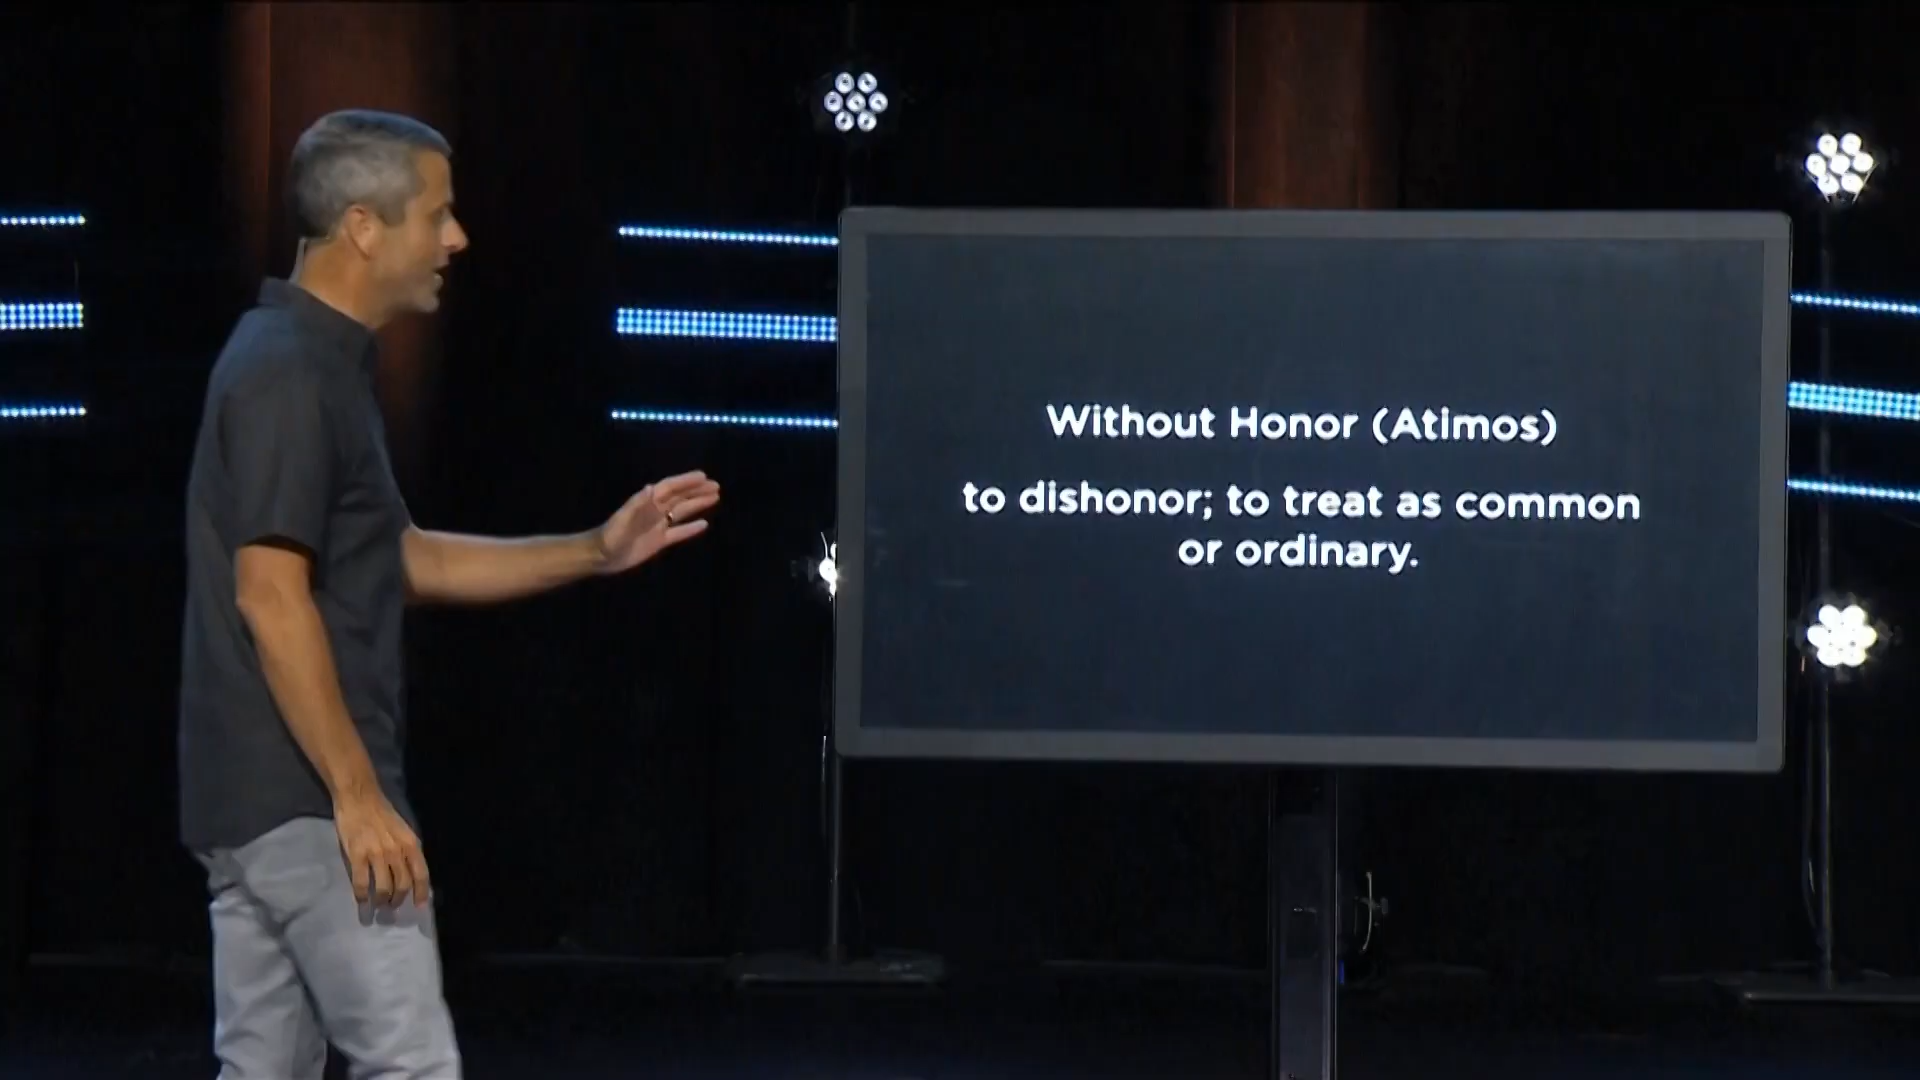 Without Honor (Atimos)
to dishonor; to treat as common
or ordinary.